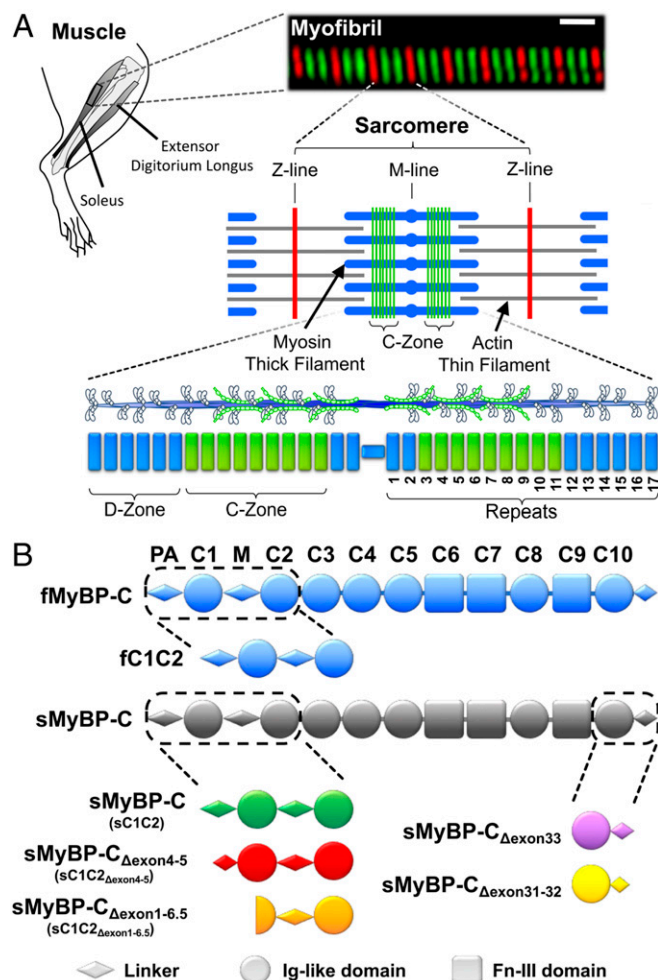 A
Muscle
Myofibril
Extensor
Digitorium Longus
Soleus
Sarcomere
Z-line
M-line
Z-line
Myosin
Thick Filament
C-Zone
Actin
Thin Filament
1 2 3 4 5 6 7 8 9 10 11 12 13 14 15 16 17
D-Zone
C-Zone
Repeats
B
PA C1 M C2 C3 C4 C5 C6 C7 C8 C9 C10
fMyBP-C
fC1C2
sMyBP-C
sMyBP-C
(sC1C2)
sMyBP-CΔexon4-5
(sC1C2Δexon4-5)
sMyBP-CΔexon1-6.5
(sC1C2Δexon1-6.5)
sMyBP-CΔexon33
sMyBP-CΔexon31-32
Linker
Ig-like domain
Fn-III domain